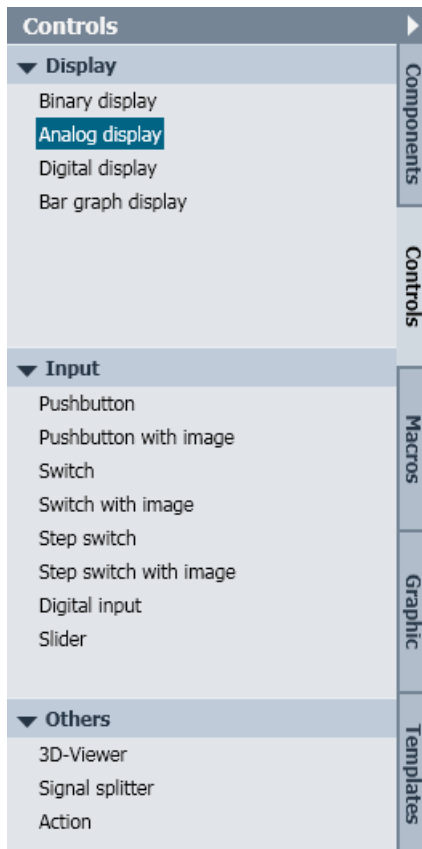 Controls
Display
Binary display
Analog display
Digital display
Bar graph display
Input
Pushbutton
Pushbutton with image
Switch
Switch with image
Step switch
Step switch with image
Digital input
Slider
Others
3D-Viewer
Signal splitter
Action
Components
Controls
Macros
Graphic
Templates